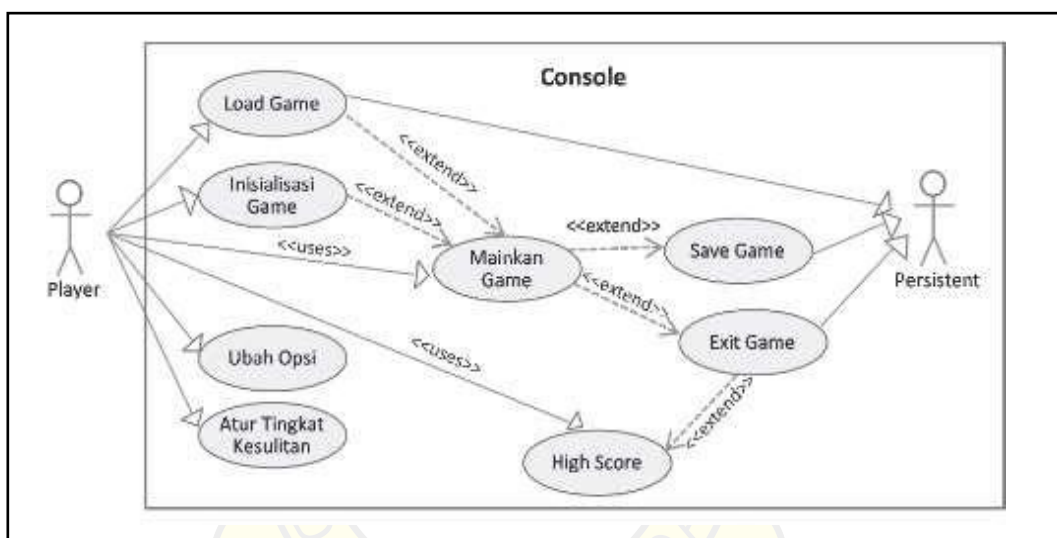 Console
Load Game
<<extend>>
Inisialisasi
Game
<<extend>>
<<uses>>
Mainkan
Game
<<extend>>
Save Game
Player
Persistent
<<extend>>
Exit Game
Ubah Opsi
<<uses>>
<<extend>>
Atur Tingkat
Kesulitan
High Score